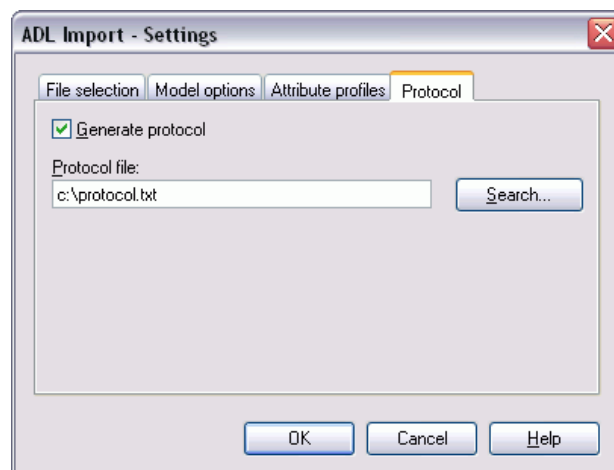 ADL Import - Settings
File selection Model options Attribute profiles Protocol
Generate protocol
Protocol file:
c:\protocol.txt Search...
OK Cancel Help